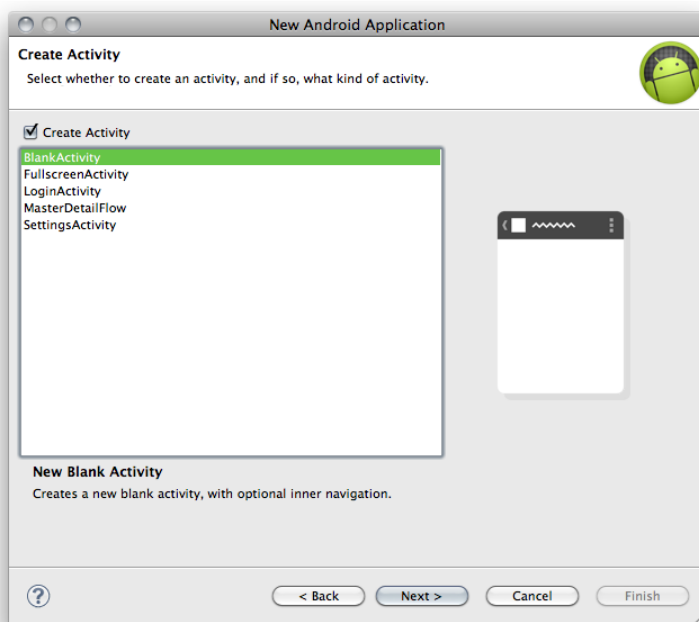 New Android Application
Create Activity
Select whether to create an activity, and if so, what kind of activity.
Create Activity
BlankActivity
FullscreenActivity
LoginActivity
MasterDetailFlow
SettingsActivity
New Blank Activity
Creates a new blank activity, with optional inner navigation.
? < Back Next > Cancel Finish